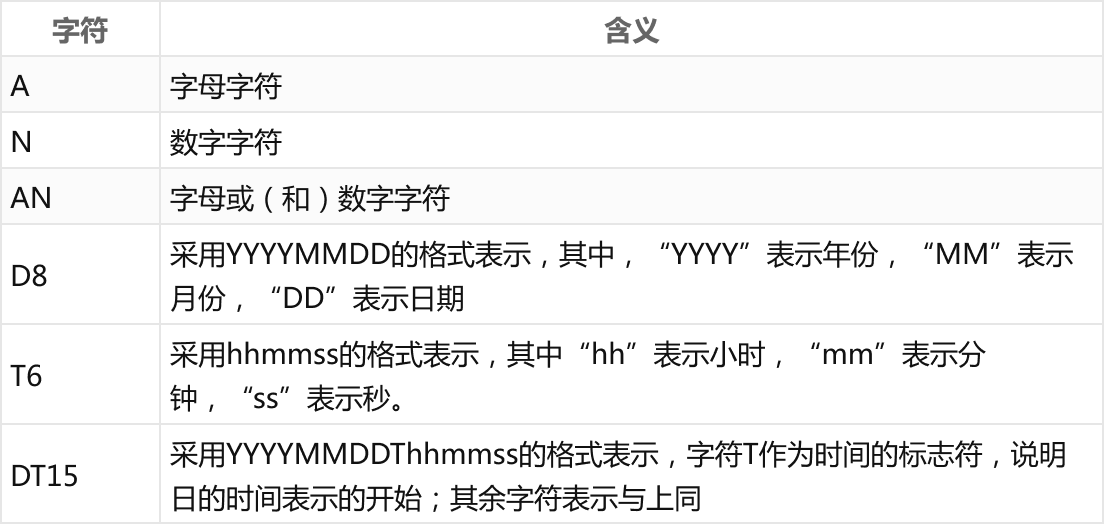 字符 含义
A 字母字符
N 数字字符
AN 字母或（和）数字字符
D8 采用YYYYMMDD的格式表示，其中，“YYYY”表示年份，“MM”表示
月份，“DD”表示日期
T6 采用hhmmss的格式表示，其中“hh”表示小时，“mm”表示分
钟，“ss”表示秒。
DT15 采用YYYYMMDDThhmmss的格式表示，字符T作为时间的标志符，说明
日的时间表示的开始；其余字符表示与上同